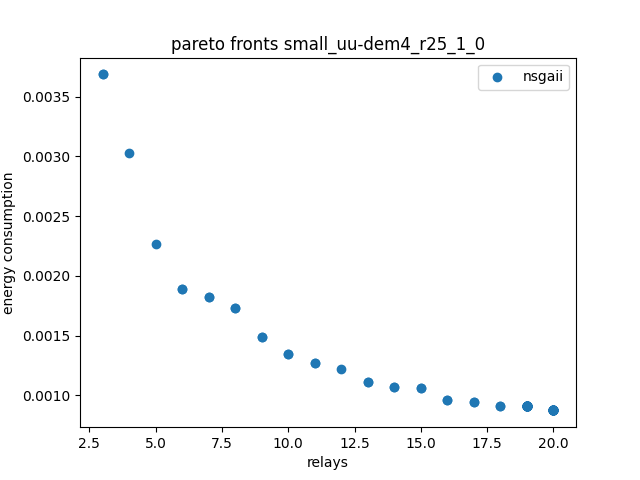 pareto fronts small_uu-dem4_r25_1_0
nsgaii
0.0035
0.0030
0.0025
0.0020
0.0015
0.0010
energy consumption
2.5 5.0 7.5 10.0 12.5 15.0 17.5 20.0
relays